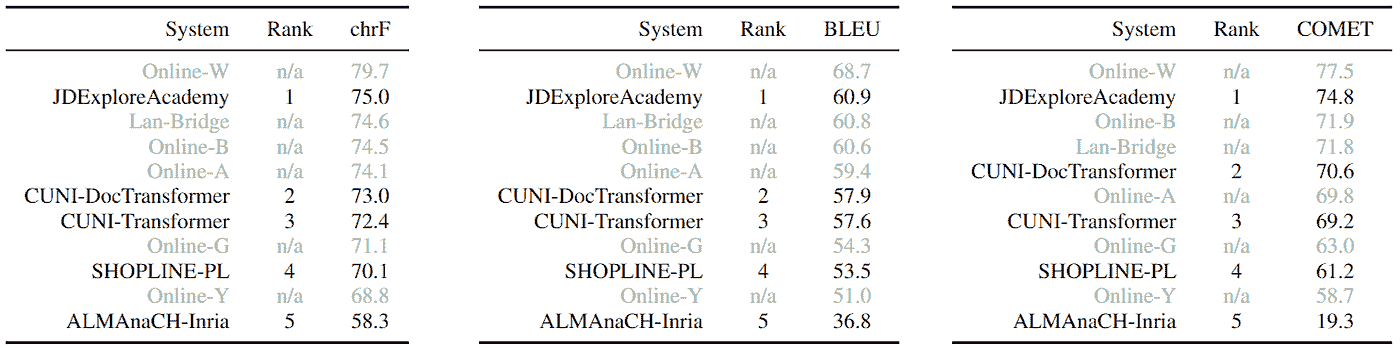 System Rank chrF
Online-W n/a 79.7
JDExploreAcademy 1 75.0
Lan-Bridge n/a 74.6
Online-B n/a 74.5
Online-A n/a 74.1
CUNI-DocTransformer 2 73.0
CUNI-Transformer 3 72.4
Online-G n/a 71.1
SHOPLINE-PL 4 70.1
Online-Y n/a 68.8
ALMAnaCH-Inria 5 58.3
System Rank BLEU
Online-W n/a 68.7
JDExploreAcademy 1 60.9
Lan-Bridge n/a 60.8
Online-B n/a 60.6
Online-A n/a 59.4
CUNI-DocTransformer 2 57.9
CUNI-Transformer 3 57.6
Online-G n/a 54.3
SHOPLINE-PL 4 53.5
Online-Y n/a 51.0
ALMAnaCH-Inria 5 36.8
System Rank COMET
Online-W n/a 77.5
JDExploreAcademy 1 74.8
Online-B n/a 71.9
Lan-Bridge n/a 71.8
CUNI-DocTransformer 2 70.6
Online-A n/a 69.8
CUNI-Transformer 3 69.2
Online-G n/a 63.0
SHOPLINE-PL 4 61.2
Online-Y n/a 58.7
ALMAnaCH-Inria 5 19.3